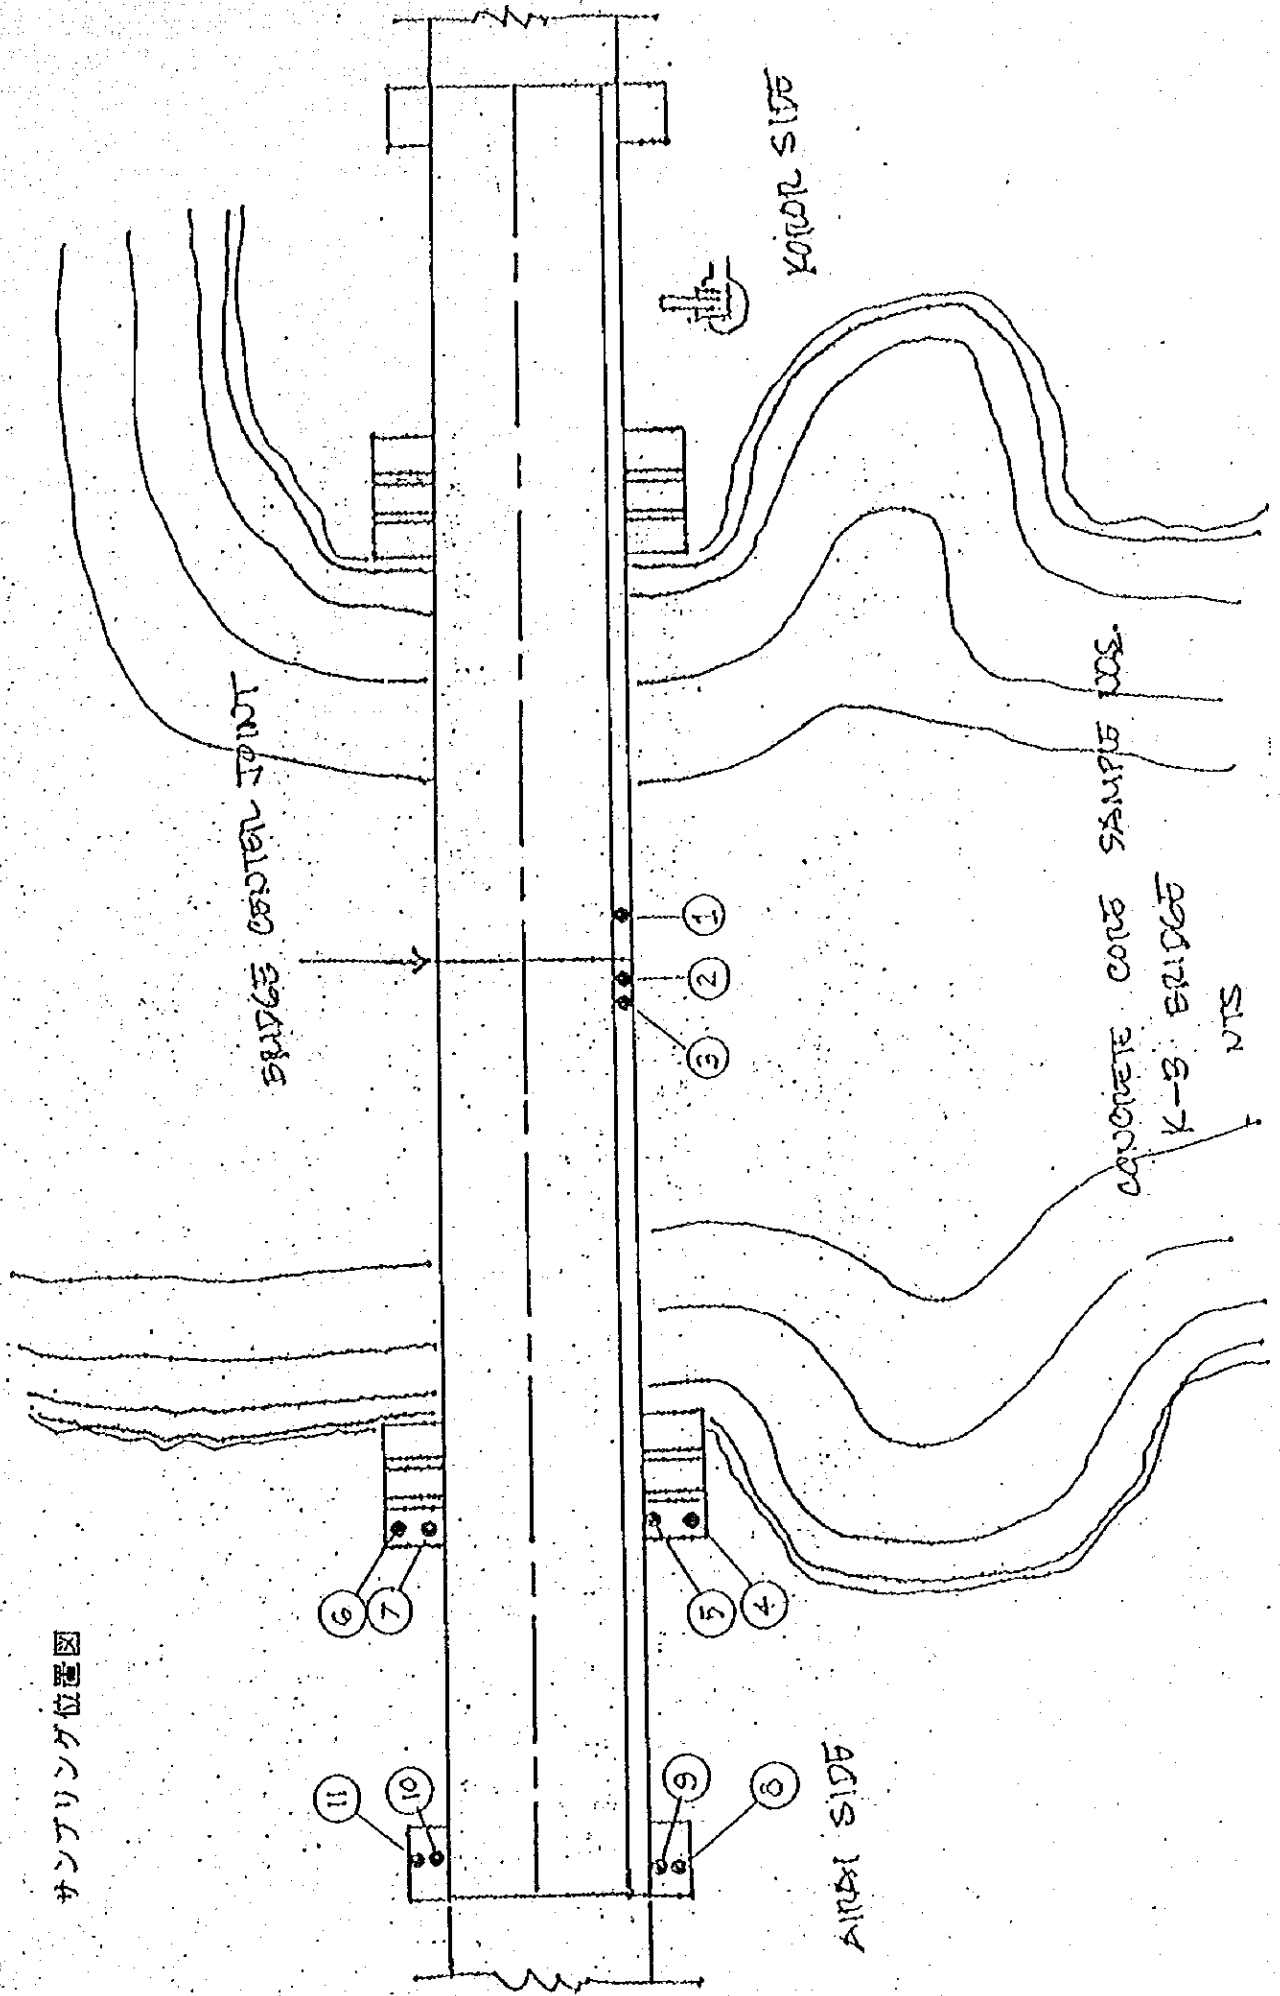 サンプリング位置図
BRIDGE CENTER JOINT
KOROR SIDE
AIRAI SIDE
11
10
6
7
3
2
1
9
8
5
4
CONCRETE CORE SAMPLE NOS.
K-B BRIDGE
NTS